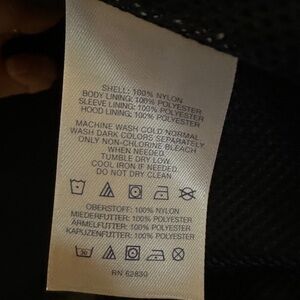 SHELL: 100% NYLON
BODY LINING: 100% POLYESTER
SLEEVE LINING: 100% POLYESTER
HOOD LINING: 100% POLYESTER
MACHINE WASH COLD NORMAL
WASH DARK COLORS SEPARATELY
ONLY NON-CHLORINE BLEACH
WHEN NEEDED.
TUMBLE DRY LOW.
COOL IRON IF NEEDED.
DO NOT DRY CLEAN.
OBERSTOFF: 100% NYLON
MIEDERFUTTER: 100% POLYESTER
ÄRMELFUTTER: 100% POLYESTER
KAPUZENFUTTER: 100% POLYESTER
RN 62830